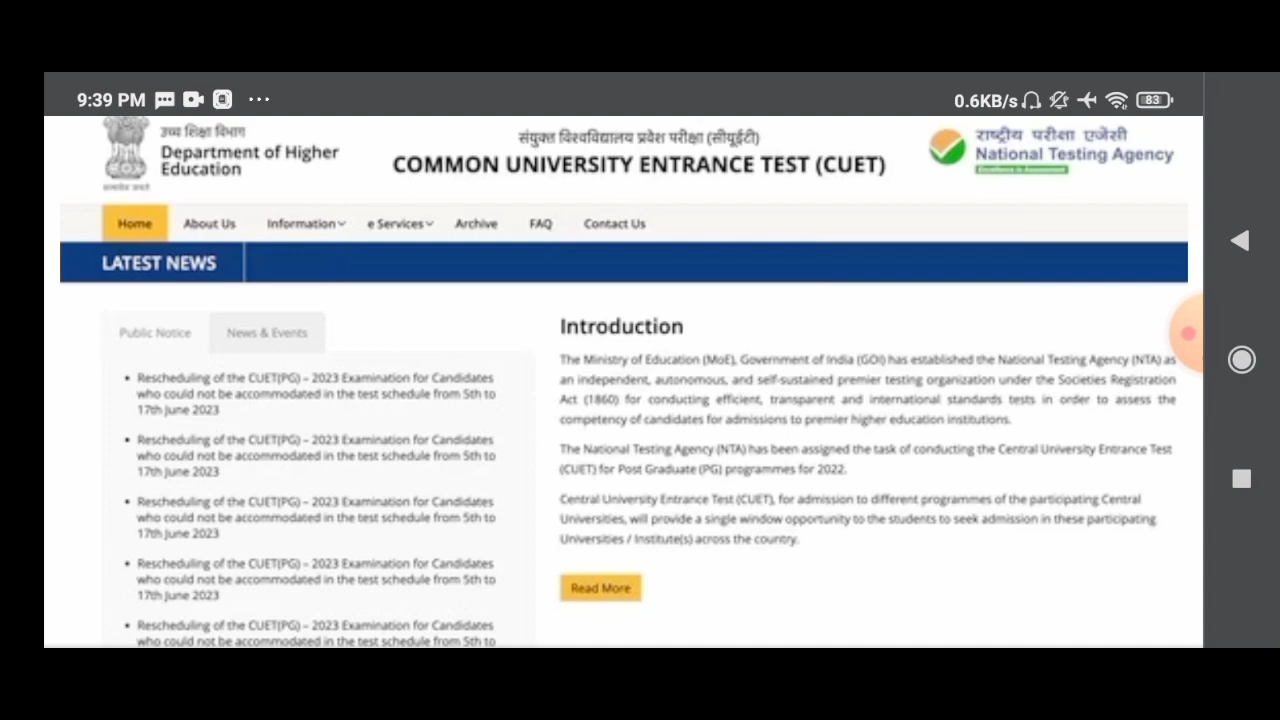 9:39 PM
0.6KB/s
83
उच्च शिक्षा विभाग
Department of Higher
Education
सत्यमेव जयते
संयुक्त विश्वविद्यालय प्रवेश परीक्षा (सीयूईटी)
COMMON UNIVERSITY ENTRANCE TEST (CUET)
राष्ट्रीय परीक्षा एजेंसी
National Testing Agency
Excellence in Assessment
Home
About Us
Information
e Services
Archive
FAQ
Contact Us
LATEST NEWS
Public Notice
News & Events
Rescheduling of the CUET(PG) – 2023 Examination for Candidates
who could not be accommodated in the test schedule from 5th to
17th June 2023
Rescheduling of the CUET(PG) – 2023 Examination for Candidates
who could not be accommodated in the test schedule from 5th to
17th June 2023
Rescheduling of the CUET(PG) – 2023 Examination for Candidates
who could not be accommodated in the test schedule from 5th to
17th June 2023
Rescheduling of the CUET(PG) – 2023 Examination for Candidates
who could not be accommodated in the test schedule from 5th to
17th June 2023
Rescheduling of the CUET(PG) – 2023 Examination for Candidates
who could not be accommodated in the test schedule from 5th to
Introduction
The Ministry of Education (MoE), Government of India (GOI) has established the National Testing Agency (NTA) as
an independent, autonomous, and self-sustained premier testing organization under the Societies Registration
Act (1860) for conducting efficient, transparent and international standards tests in order to assess the
competency of candidates for admissions to premier higher education institutions.
The National Testing Agency (NTA) has been assigned the task of conducting the Central University Entrance Test
(CUET) for Post Graduate (PG) programmes for 2022.
Central University Entrance Test (CUET), for admission to different programmes of the participating Central
Universities, will provide a single window opportunity to the students to seek admission in these participating
Universities / Institute(s) across the country.
Read More